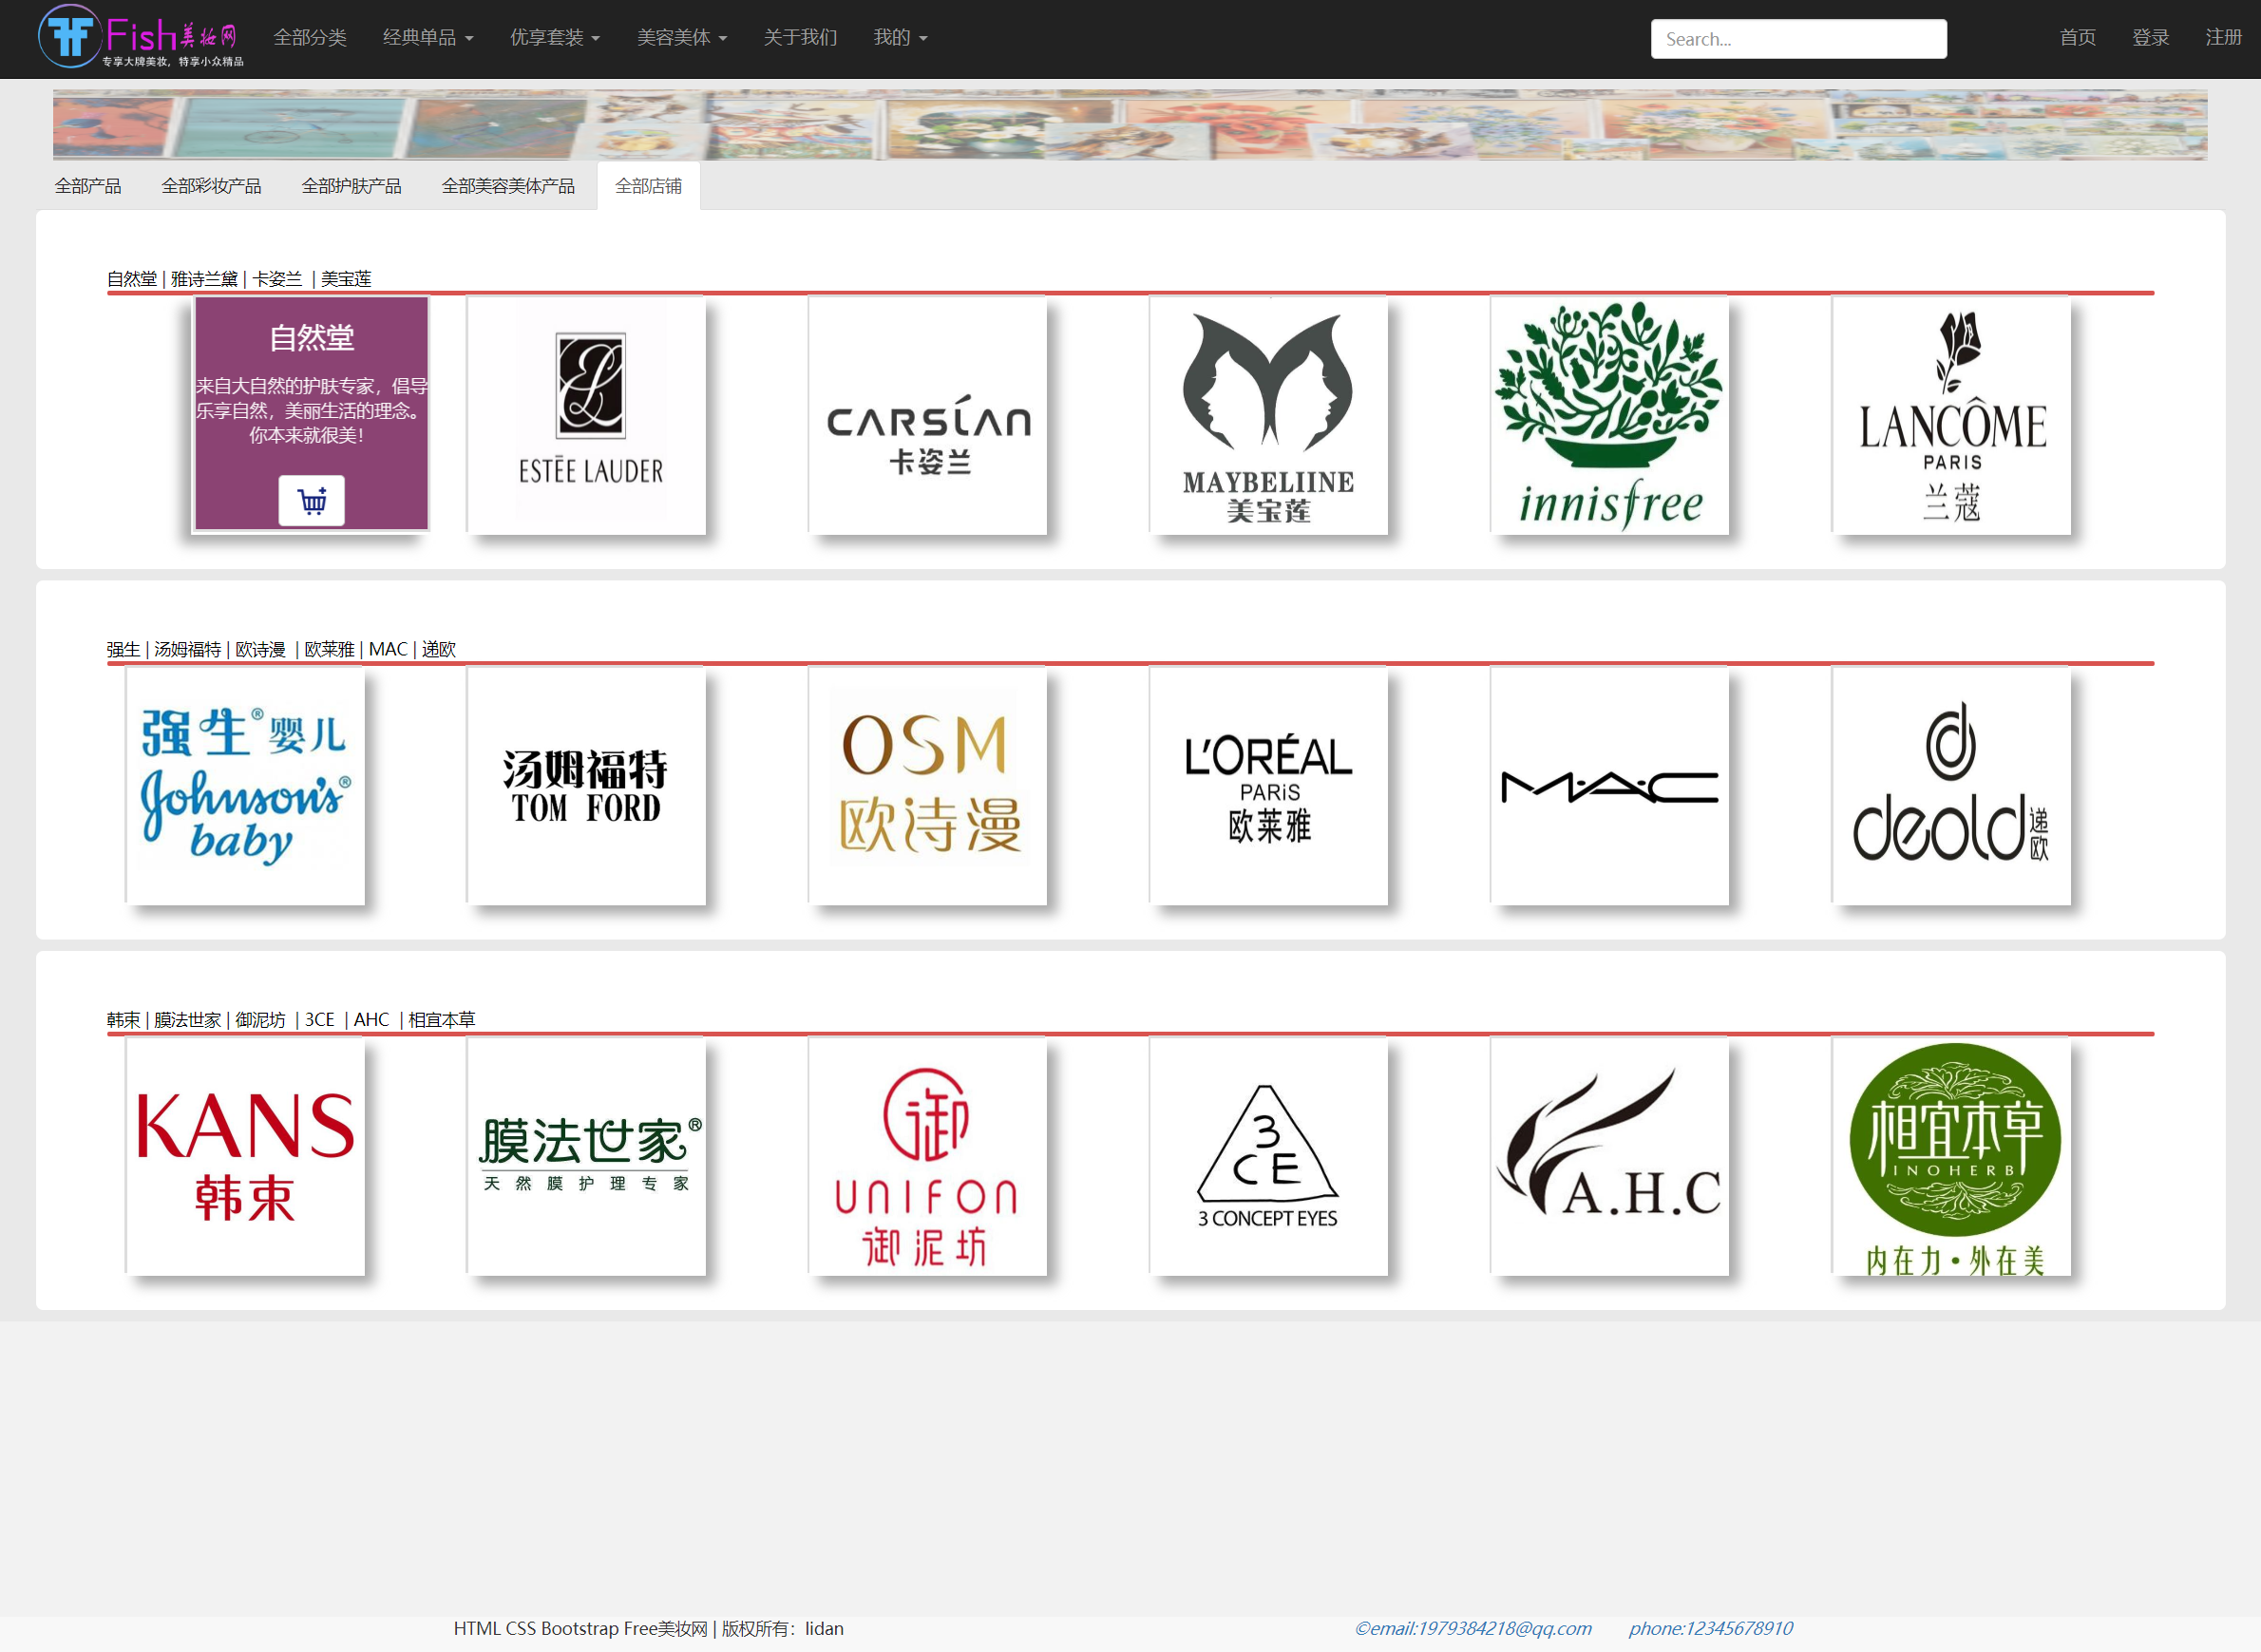 Fish美妆网
专享大牌美妆，特享小众精品
全部分类 经典单品 优享套装 美容美体 关于我们 我的 Search... 首页 登录 注册
全部产品 全部彩妆产品 全部护肤产品 全部美容美体产品 全部店铺
自然堂 | 雅诗兰黛 | 卡姿兰 | 美宝莲
自然堂
来自大自然的护肤专家，倡导
乐享自然，美丽生活的理念。
你本来就很美！
ESTĒE LAUDER
CARSLAN
卡姿兰
MAYBELIINE
美宝莲
innisfree
LANCÔME
PARIS
兰蔻
强生 | 汤姆福特 | 欧诗漫 | 欧莱雅 | MAC | 递欧
强生®婴儿
Johnson's®
baby
汤姆福特
TOM FORD
OSM
欧诗漫
L'ORÉAL
PARiS
欧莱雅
M·A·C
deold递欧
韩束 | 膜法世家 | 御泥坊 | 3CE | AHC | 相宜本草
KANS
韩束
膜法世家®
天然膜护理专家
御
UNIFON
御泥坊
3
CE
3 CONCEPT EYES
A.H.C
相宜本草
INOHERB
内在力·外在美
HTML CSS Bootstrap Free美妆网 | 版权所有：lidan ©email:1979384218@qq.com phone:12345678910